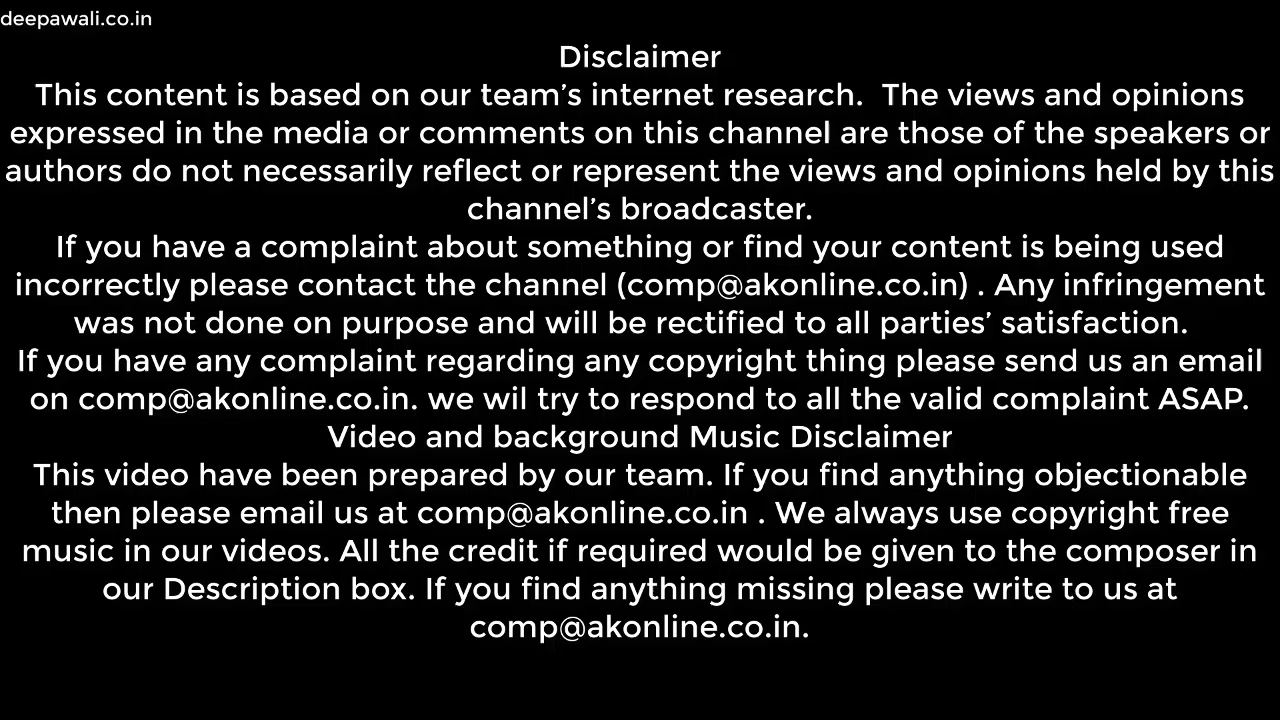 deepawali.co.in
Disclaimer
This content is based on our team’s internet research.  The views and opinions
expressed in the media or comments on this channel are those of the speakers or
authors do not necessarily reflect or represent the views and opinions held by this
channel’s broadcaster.
If you have a complaint about something or find your content is being used
incorrectly please contact the channel (comp@akonline.co.in) . Any infringement
was not done on purpose and will be rectified to all parties’ satisfaction.
If you have any complaint regarding any copyright thing please send us an email
on comp@akonline.co.in. we wil try to respond to all the valid complaint ASAP.
Video and background Music Disclaimer
This video have been prepared by our team. If you find anything objectionable
then please email us at comp@akonline.co.in . We always use copyright free
music in our videos. All the credit if required would be given to the composer in
our Description box. If you find anything missing please write to us at
comp@akonline.co.in.